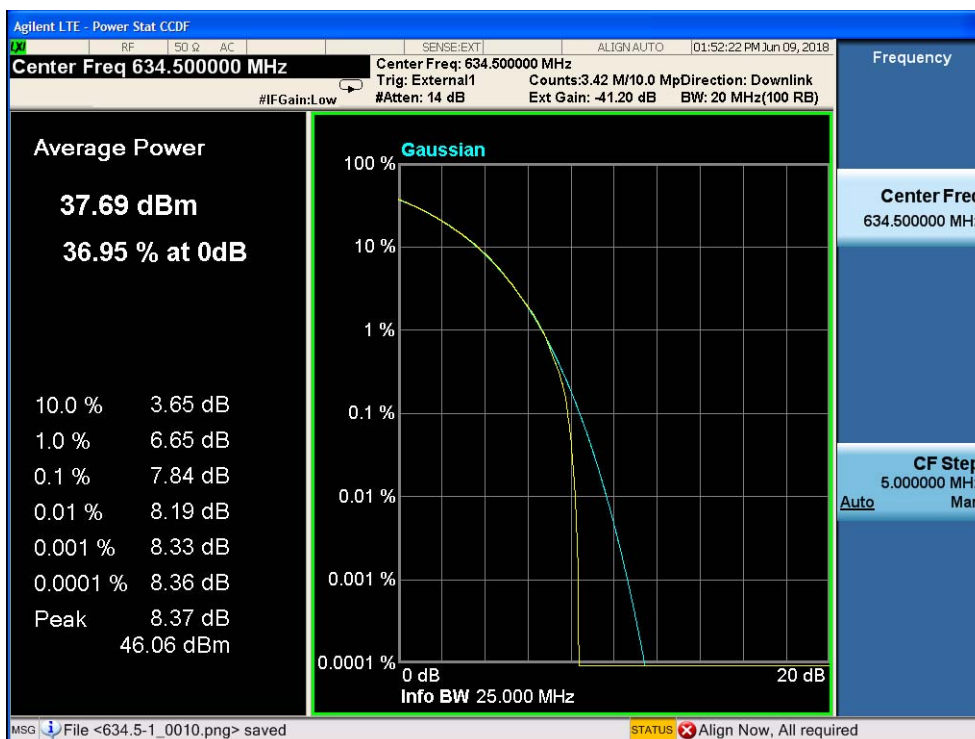 Agilent LTE - Power Stat CCDF
LXI RF 50 Ω AC SENSE:EXT ALIGN AUTO 01:52:22 PM Jun 09, 2018
Center Freq 634.500000 MHz
Center Freq: 634.500000 MHz
Trig: External1 Counts:3.42 M/10.0 MpDirection: Downlink
#IFGain:Low #Atten: 14 dB Ext Gain: -41.20 dB BW: 20 MHz(100 RB)
Average Power
37.69 dBm
36.95 % at 0dB
10.0 % 3.65 dB
1.0 % 6.65 dB
0.1 % 7.84 dB
0.01 % 8.19 dB
0.001 % 8.33 dB
0.0001 % 8.36 dB
Peak 8.37 dB
46.06 dBm
Gaussian
100 %
10 %
1 %
0.1 %
0.01 %
0.001 %
0.0001 %
0 dB 20 dB
Info BW 25.000 MHz
Frequency
Center Freq
634.500000 MH
CF Step
5.000000 MH
Auto Man
MSG File <634.5-1_0010.png> saved STATUS Align Now, All required